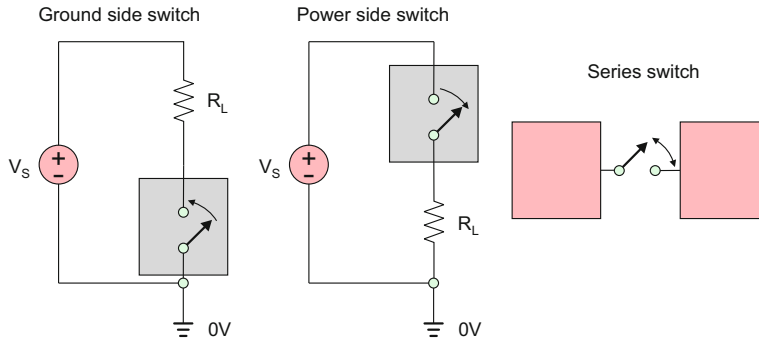 Ground side switch
Power side switch
Series switch
R_L
V_S
+
−
0V
V_S
+
−
R_L
0V